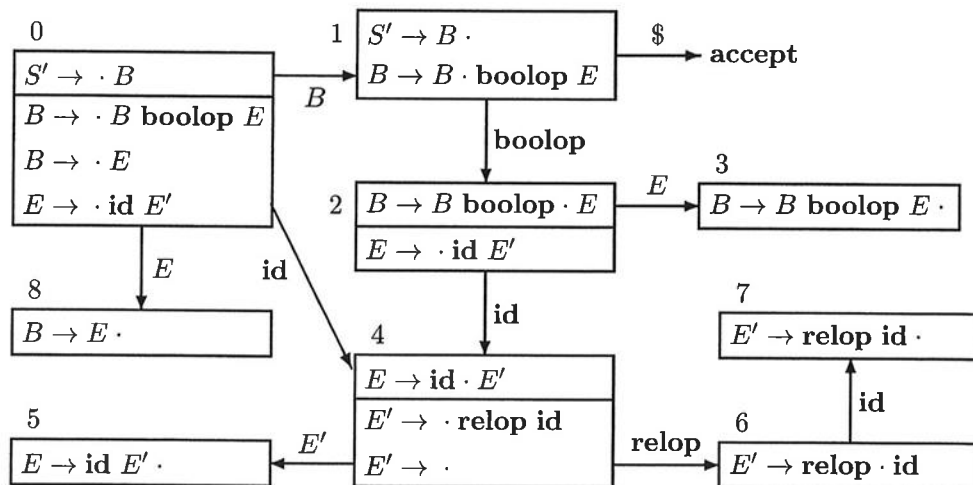 0
S′ → · B
B → · B boolop E
B → · E
E → · id E′
B
1
S′ → B ·
B → B · boolop E
$
accept
boolop
2
B → B boolop · E
E → · id E′
E
3
B → B boolop E ·
E
id
id
8
B → E ·
4
E → id · E′
E′ → · relop id
E′ → ·
7
E′ → relop id ·
id
5
E → id E′ ·
E′
relop
6
E′ → relop · id